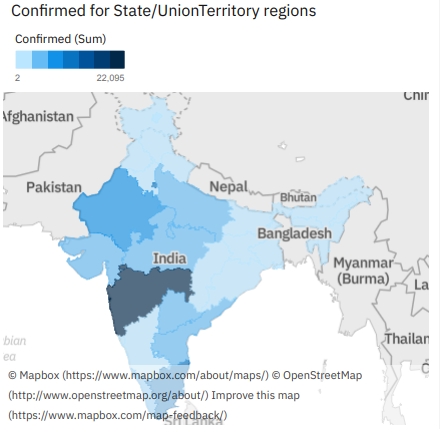 Confirmed for State/UnionTerritory regions
Confirmed (Sum)
2 22,095
Afghanistan
Pakistan
Nepal
Bhutan
Bangladesh
India
Myanmar
(Burma)
© Mapbox (https://www.mapbox.com/about/maps/) © OpenStreetMap
(http://www.openstreetmap.org/about/) Improve this map
(https://www.mapbox.com/map-feedback/)
Sri Lanka